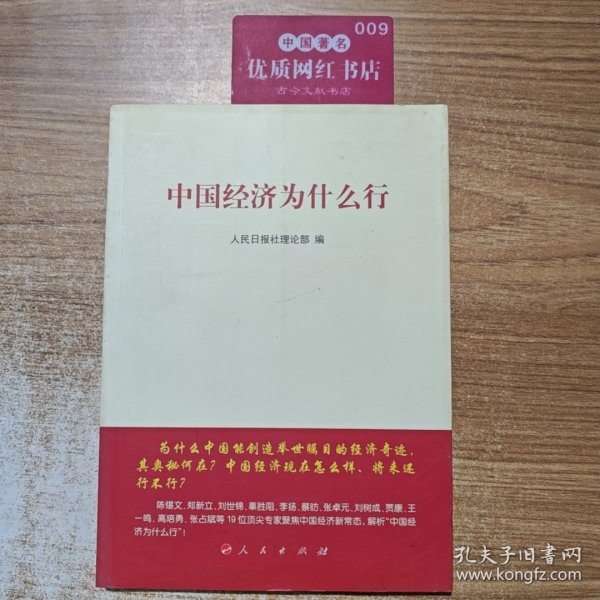 009
中国著名
优质网红书店
古今文献书店
中国经济为什么行
人民日报社理论部 编
为什么中国能创造举世瞩目的经济奇迹,
其奥秘何在?中国经济现在怎么样、将来还
行不行?
陈锡文、郑新立、刘世锦、辜胜阻、李扬、蔡昉、张卓元、刘树成、贾康、王
一鸣、高培勇、张占斌等19位顶尖专家聚焦中国经济新常态,解析“中国经
济为什么行”!
人民出版社
孔夫子旧书网
www.kongfz.com